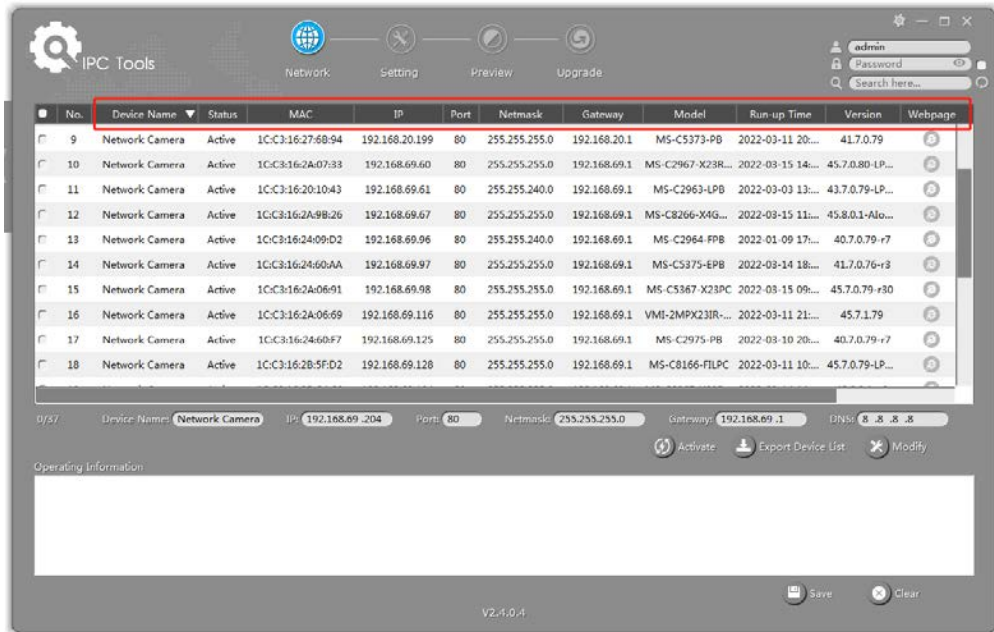 IPC Tools
Network Setting Preview Upgrade
admin
Password
Search here...
No. Device Name ▼ Status MAC IP Port Netmask Gateway Model Run-up Time Version Webpage
9 Network Camera Active 1C:C3:16:27:6B:94 192.168.20.199 80 255.255.255.0 192.168.20.1 MS-C5373-PB 2022-03-11 20:... 41.7.0.79
10 Network Camera Active 1C:C3:16:2A:07:33 192.168.69.60 80 255.255.255.0 192.168.69.1 MS-C2967-X23R... 2022-03-15 14:... 45.7.0.80-LP...
11 Network Camera Active 1C:C3:16:20:10:43 192.168.69.61 80 255.255.240.0 192.168.69.1 MS-C2963-LPB 2022-03-03 13:... 43.7.0.79-LP...
12 Network Camera Active 1C:C3:16:2A:9B:26 192.168.69.67 80 255.255.255.0 192.168.69.1 MS-C8266-X4G... 2022-03-15 11:... 45.8.0.1-AIo...
13 Network Camera Active 1C:C3:16:24:09:D2 192.168.69.96 80 255.255.240.0 192.168.69.1 MS-C2964-FPB 2022-01-09 17:... 40.7.0.79-r7
14 Network Camera Active 1C:C3:16:24:60:AA 192.168.69.97 80 255.255.255.0 192.168.69.1 MS-C5375-EPB 2022-03-14 18:... 41.7.0.76-r3
15 Network Camera Active 1C:C3:16:2A:06:91 192.168.69.98 80 255.255.255.0 192.168.69.1 MS-C5367-X23PC 2022-03-15 09:... 45.7.0.79-r30
16 Network Camera Active 1C:C3:16:2A:06:69 192.168.69.116 80 255.255.255.0 192.168.69.1 VMI-2MPX23IR-... 2022-03-11 21:... 45.7.1.79
17 Network Camera Active 1C:C3:16:24:60:F7 192.168.69.125 80 255.255.255.0 192.168.69.1 MS-C2975-PB 2022-03-10 20:... 40.7.0.79-r7
18 Network Camera Active 1C:C3:16:2B:5F:D2 192.168.69.128 80 255.255.255.0 192.168.69.1 MS-C8166-FILPC 2022-03-11 10:... 45.7.0.79-LP...
0/37 Device Name: Network Camera IP: 192.168.69 .204 Port: 80 Netmask: 255.255.255.0 Gateway: 192.168.69 .1 DNS: 8 .8 .8 .8
Activate Export Device List Modify
Operating Information
Save Clear
V2.4.0.4